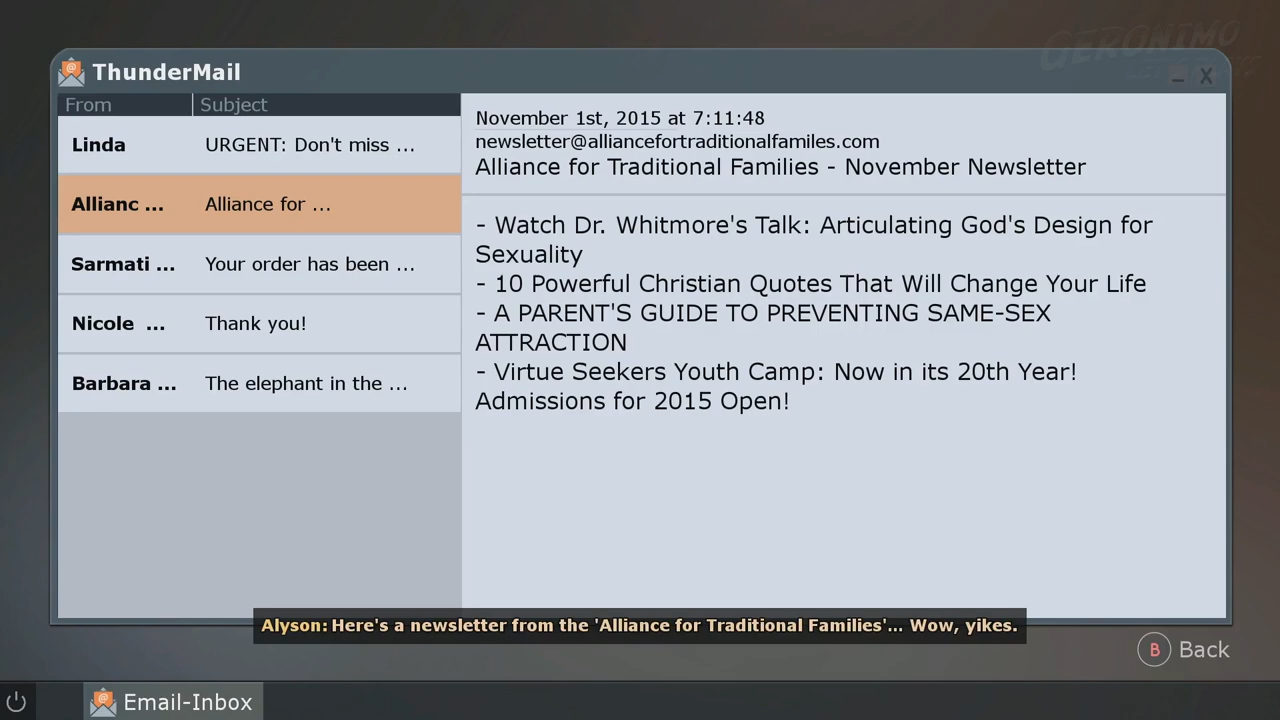 GERONIMO
ThunderMail
From Subject
Linda URGENT: Don't miss ...
Allianc ... Alliance for ...
Sarmati ... Your order has been ...
Nicole ... Thank you!
Barbara ... The elephant in the ...
November 1st, 2015 at 7:11:48
newsletter@alliancefortraditionalfamiles.com
Alliance for Traditional Families - November Newsletter
- Watch Dr. Whitmore's Talk: Articulating God's Design for
Sexuality
- 10 Powerful Christian Quotes That Will Change Your Life
- A PARENT'S GUIDE TO PREVENTING SAME-SEX
ATTRACTION
- Virtue Seekers Youth Camp: Now in its 20th Year!
Admissions for 2015 Open!
Alyson: Here's a newsletter from the 'Alliance for Traditional Families'... Wow, yikes.
B Back
Email-Inbox